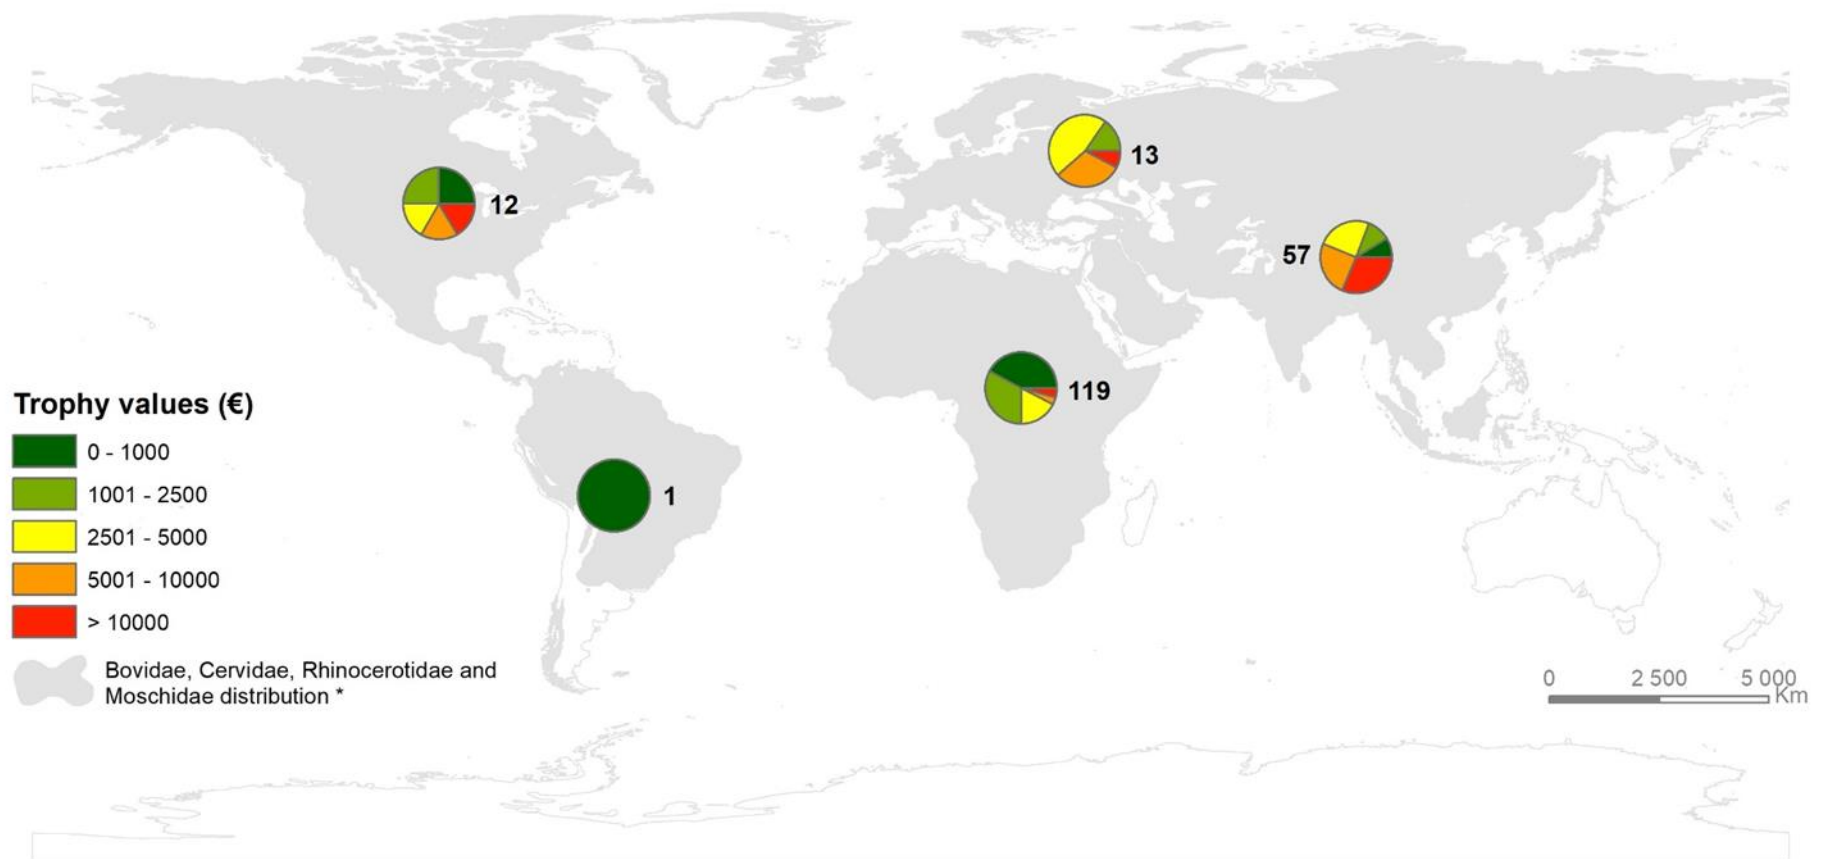 13
12
57
119
Trophy values (€)
0 - 1000
1001 - 2500
1
2501 - 5000
5001 - 10000
> 10000
Bovidae, Cervidae, Rhinocerotidae and
Moschidae distribution *
0 2 500 5 000
Km